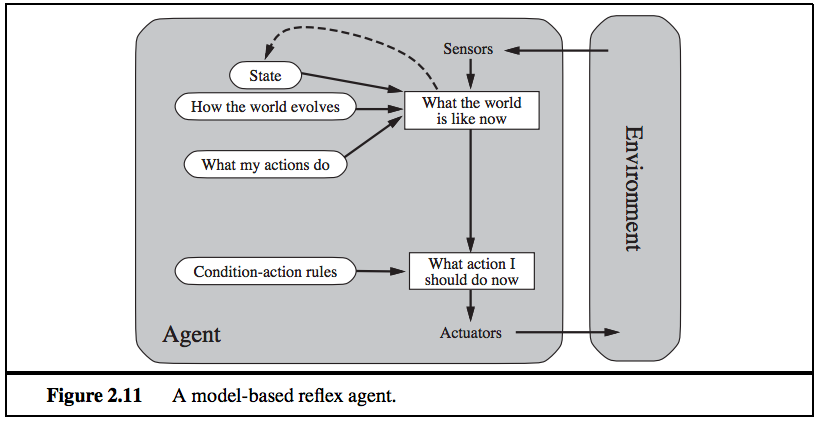 Sensors
State
How the world evolves
What the world
is like now
What my actions do
Environment
Condition-action rules
What action I
should do now
Agent
Actuators
Figure 2.11 A model-based reflex agent.